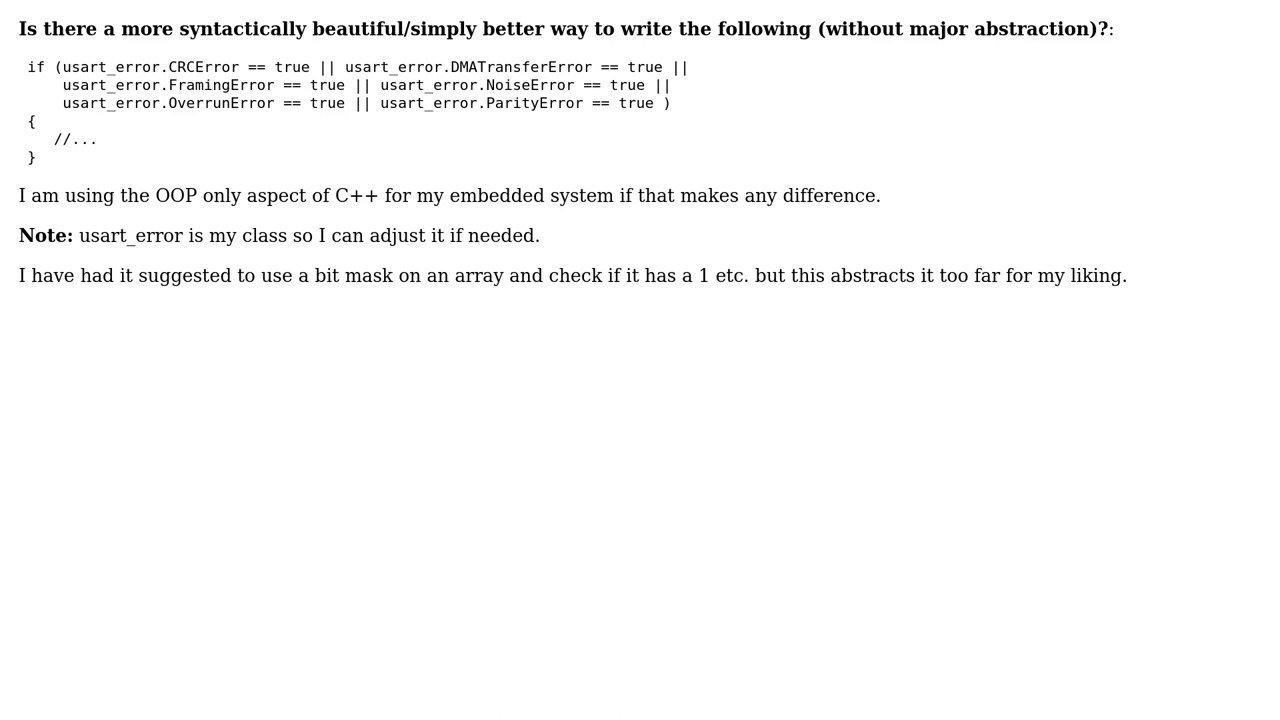 Is there a more syntactically beautiful/simply better way to write the following (without major abstraction)?:
if (usart_error.CRCError == true || usart_error.DMATransferError == true ||
    usart_error.FramingError == true || usart_error.NoiseError == true ||
    usart_error.OverrunError == true || usart_error.ParityError == true )
{
   //...
}
I am using the OOP only aspect of C++ for my embedded system if that makes any difference.
Note: usart_error is my class so I can adjust it if needed.
I have had it suggested to use a bit mask on an array and check if it has a 1 etc. but this abstracts it too far for my liking.